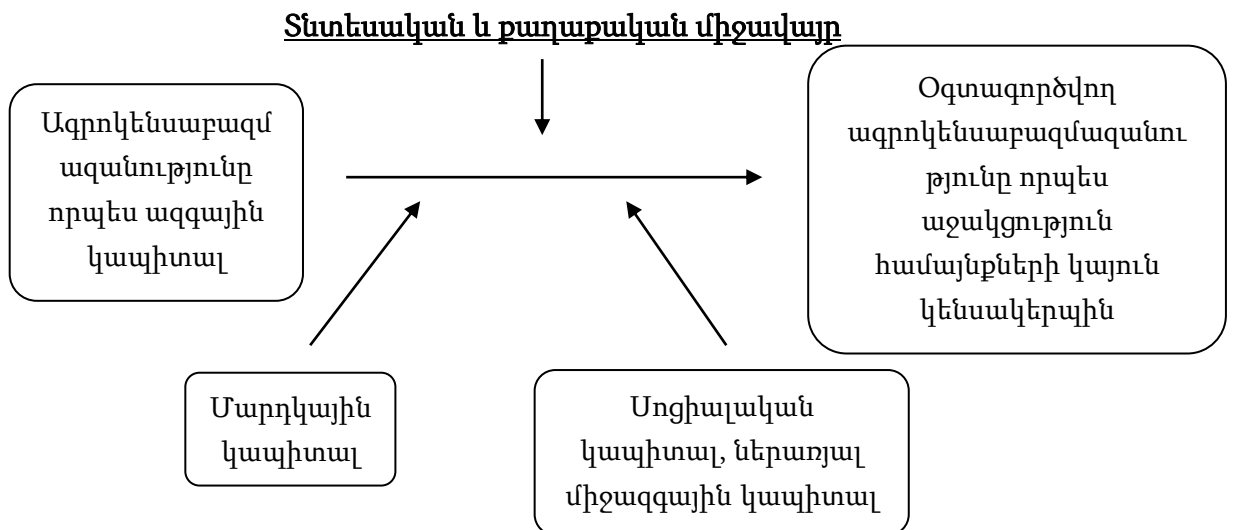 Տնտեսական և քաղաքական միջավայր
Ագրոկենսաբազմ
ազանությունը
որպես ազգային
կապիտալ
Օգտագործվող
ագրոկենսաբազմազանու
թյունը որպես
աջակցություն
համայնքների կայուն
կենսակերպին
Մարդկային
կապիտալ
Սոցիալական
կապիտալ, ներառյալ
միջազգային կապիտալ